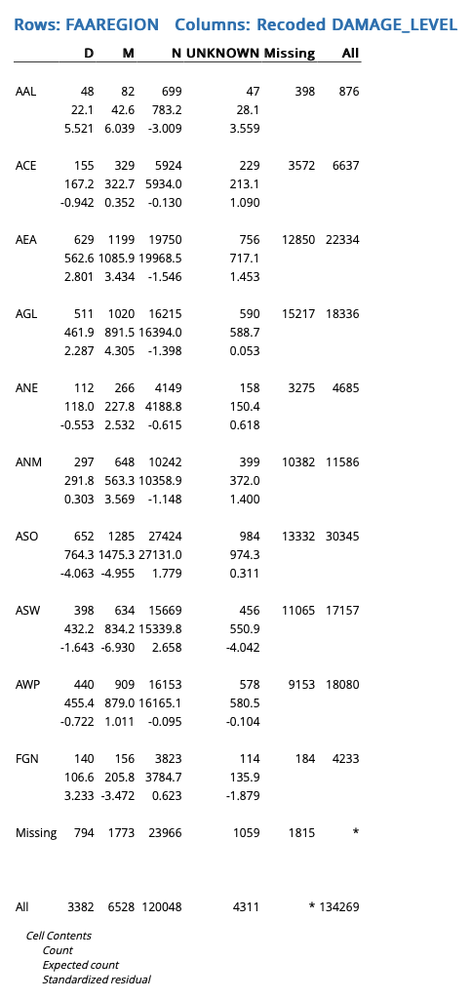 Rows: FAAREGION Columns: Recoded DAMAGE_LEVEL
D M N UNKNOWN Missing All
AAL 48 82 699 47 398 876
22.1 42.6 783.2 28.1
5.521 6.039 -3.009 3.559
ACE 155 329 5924 229 3572 6637
167.2 322.7 5934.0 213.1
-0.942 0.352 -0.130 1.090
AEA 629 1199 19750 756 12850 22334
562.6 1085.9 19968.5 717.1
2.801 3.434 -1.546 1.453
AGL 511 1020 16215 590 15217 18336
461.9 891.5 16394.0 588.7
2.287 4.305 -1.398 0.053
ANE 112 266 4149 158 3275 4685
118.0 227.8 4188.8 150.4
-0.553 2.532 -0.615 0.618
ANM 297 648 10242 399 10382 11586
291.8 563.3 10358.9 372.0
0.303 3.569 -1.148 1.400
ASO 652 1285 27424 984 13332 30345
764.3 1475.3 27131.0 974.3
-4.063 -4.955 1.779 0.311
ASW 398 634 15669 456 11065 17157
432.2 834.2 15339.8 550.9
-1.643 -6.930 2.658 -4.042
AWP 440 909 16153 578 9153 18080
455.4 879.0 16165.1 580.5
-0.722 1.011 -0.095 -0.104
FGN 140 156 3823 114 184 4233
106.6 205.8 3784.7 135.9
3.233 -3.472 0.623 -1.879
Missing 794 1773 23966 1059 1815 *
All 3382 6528 120048 4311 * 134269
Cell Contents
Count
Expected count
Standardized residual